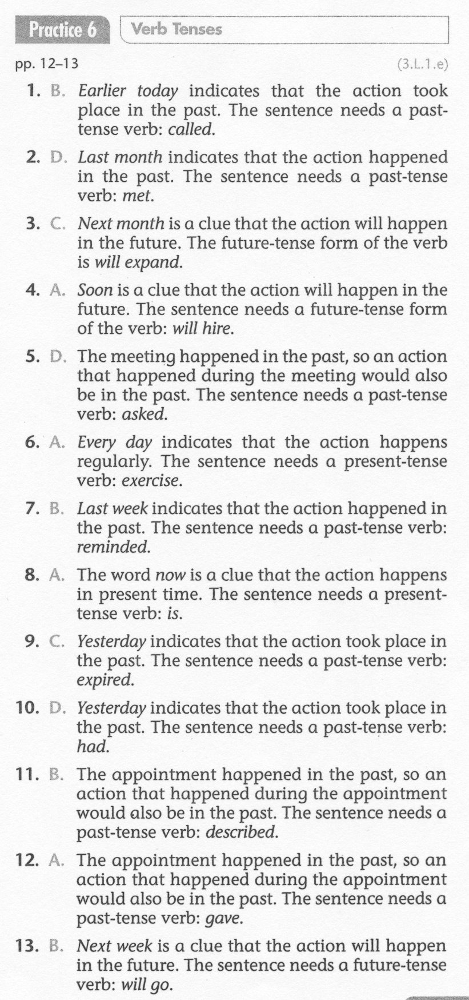 Practice 6
Verb Tenses
pp. 12–13 (3.L.1.e)
1. B. Earlier today indicates that the action took
place in the past. The sentence needs a past-
tense verb: called.
2. D. Last month indicates that the action happened
in the past. The sentence needs a past-tense
verb: met.
3. C. Next month is a clue that the action will happen
in the future. The future-tense form of the verb
is will expand.
4. A. Soon is a clue that the action will happen in the
future. The sentence needs a future-tense form
of the verb: will hire.
5. D. The meeting happened in the past, so an action
that happened during the meeting would also
be in the past. The sentence needs a past-tense
verb: asked.
6. A. Every day indicates that the action happens
regularly. The sentence needs a present-tense
verb: exercise.
7. B. Last week indicates that the action happened in
the past. The sentence needs a past-tense verb:
reminded.
8. A. The word now is a clue that the action happens
in present time. The sentence needs a present-
tense verb: is.
9. C. Yesterday indicates that the action took place in
the past. The sentence needs a past-tense verb:
expired.
10. D. Yesterday indicates that the action took place in
the past. The sentence needs a past-tense verb:
had.
11. B. The appointment happened in the past, so an
action that happened during the appointment
would also be in the past. The sentence needs a
past-tense verb: described.
12. A. The appointment happened in the past, so an
action that happened during the appointment
would also be in the past. The sentence needs a
past-tense verb: gave.
13. B. Next week is a clue that the action will happen
in the future. The sentence needs a future-tense
verb: will go.